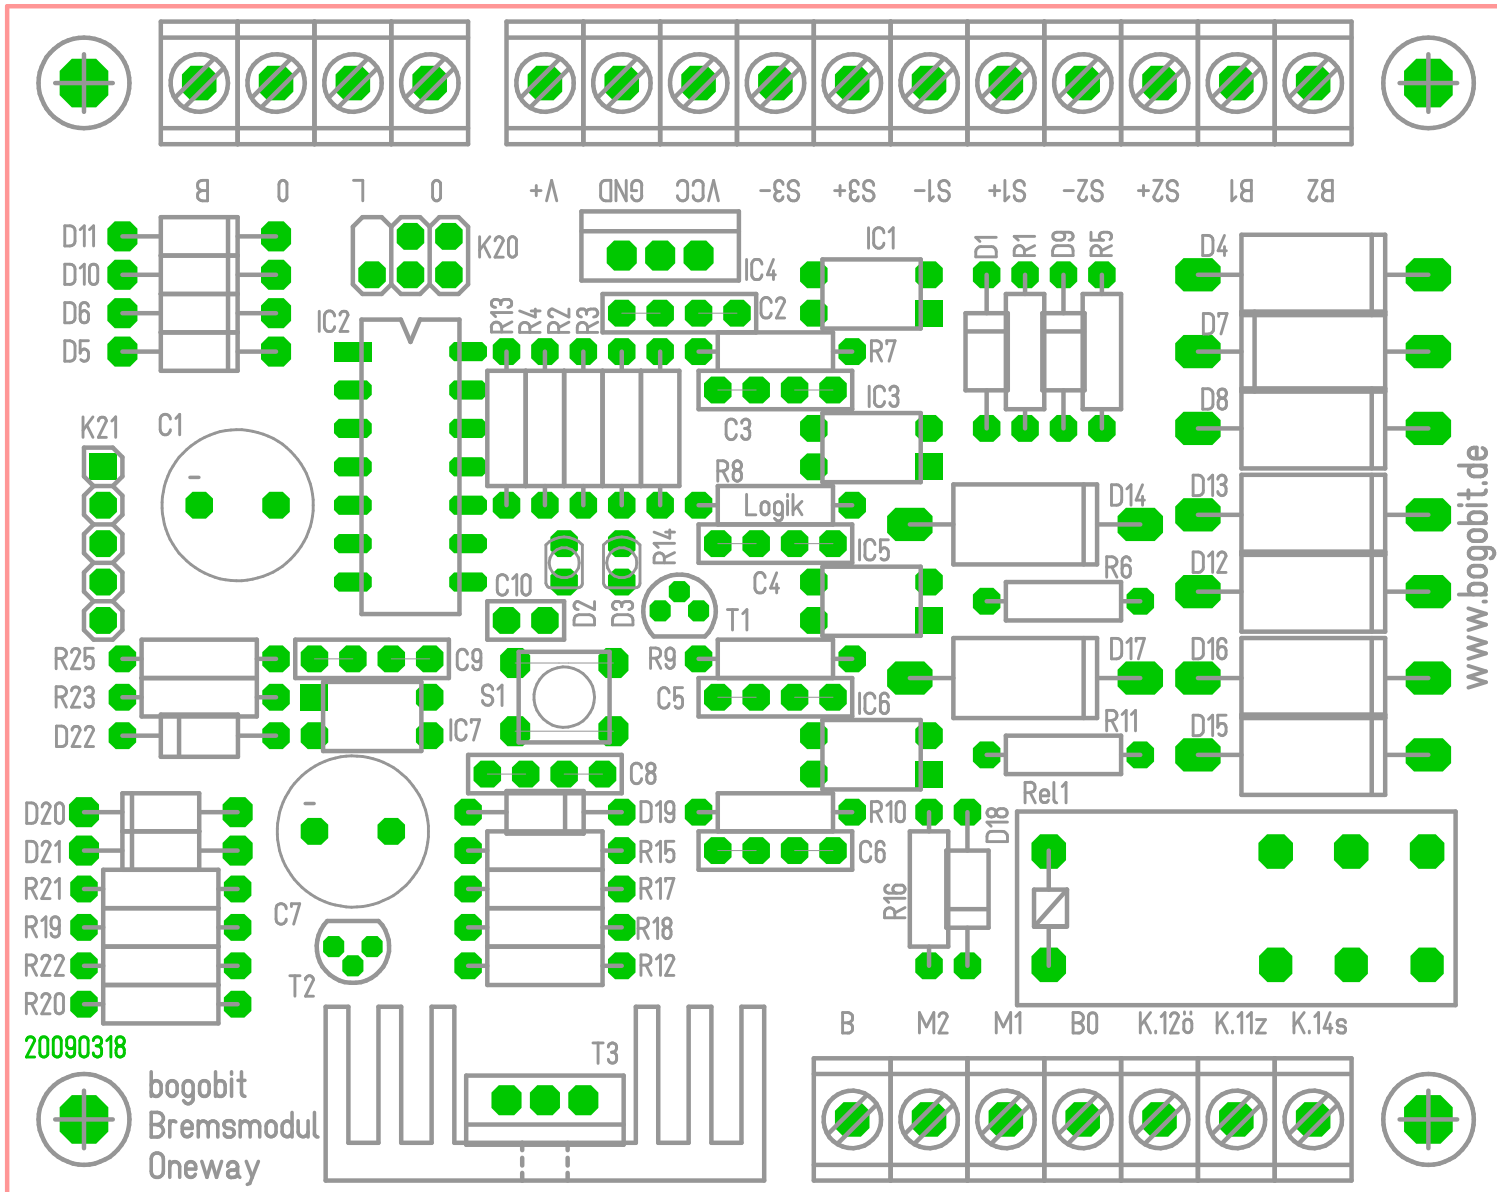 B 0 L 0 V+ GND VCC S3- S3+ S1- S1+ S2- S2+ B1 B2
D11
D10
D6
D5
K20
IC4
C2
IC1
D1
R1
D9
R5
D4
D7
D8
IC2
R13
R4
R2
R3
R7
C3
IC3
K21
C1
-
R8
Logik
R14
IC5
C4
D14
D13
D12
R6
www.bogobit.de
C10
D2
D3
T1
R25
R23
D22
C9
IC7
S1
R9
C5
IC6
D17
D16
R11
D15
C8
D20
D21
R21
R19
R22
R20
-
C7
T2
D19
R15
R17
R18
R12
R10
C6
R16
D18
Rel1
B M2 M1 B0 K.12ö K.11z K.14s
20090318
T3
bogobit
Bremsmodul
Oneway